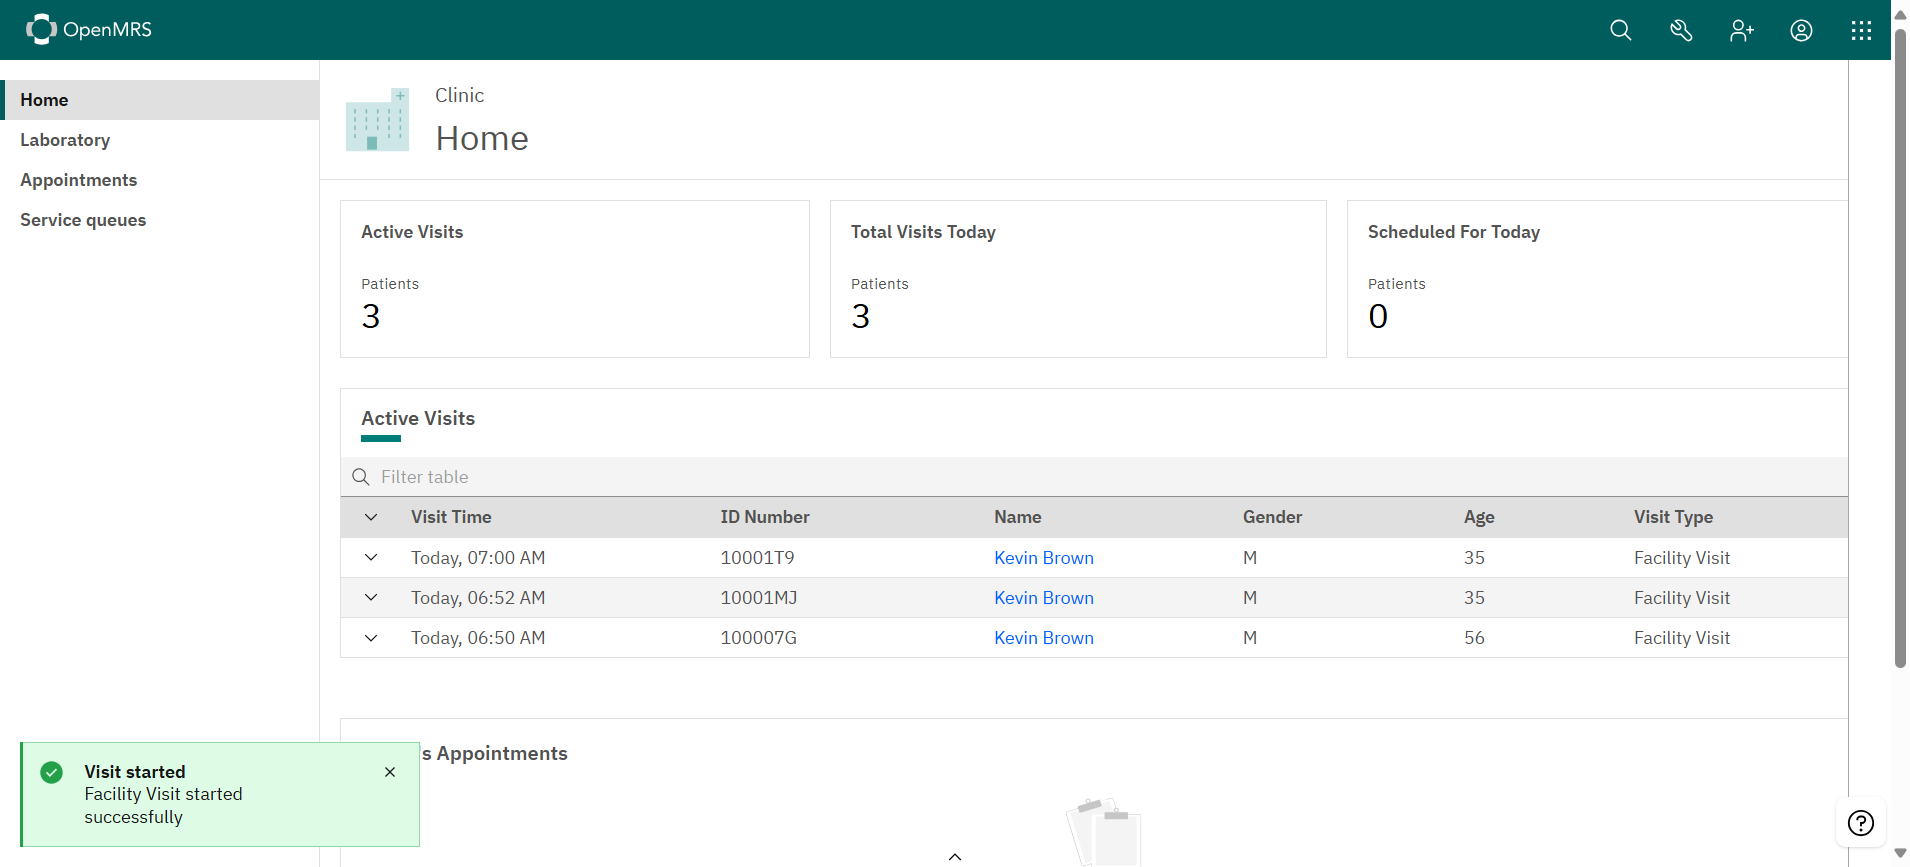 OpenMRS
Home
Laboratory
Appointments
Service queues
Clinic
Home
Active Visits
Patients
3
Total Visits Today
Patients
3
Scheduled For Today
Patients
0
Active Visits
Filter table
Visit Time ID Number Name Gender Age Visit Type
Today, 07:00 AM 10001T9 Kevin Brown M 35 Facility Visit
Today, 06:52 AM 10001MJ Kevin Brown M 35 Facility Visit
Today, 06:50 AM 100007G Kevin Brown M 56 Facility Visit
's Appointments
Visit started
Facility Visit started
successfully